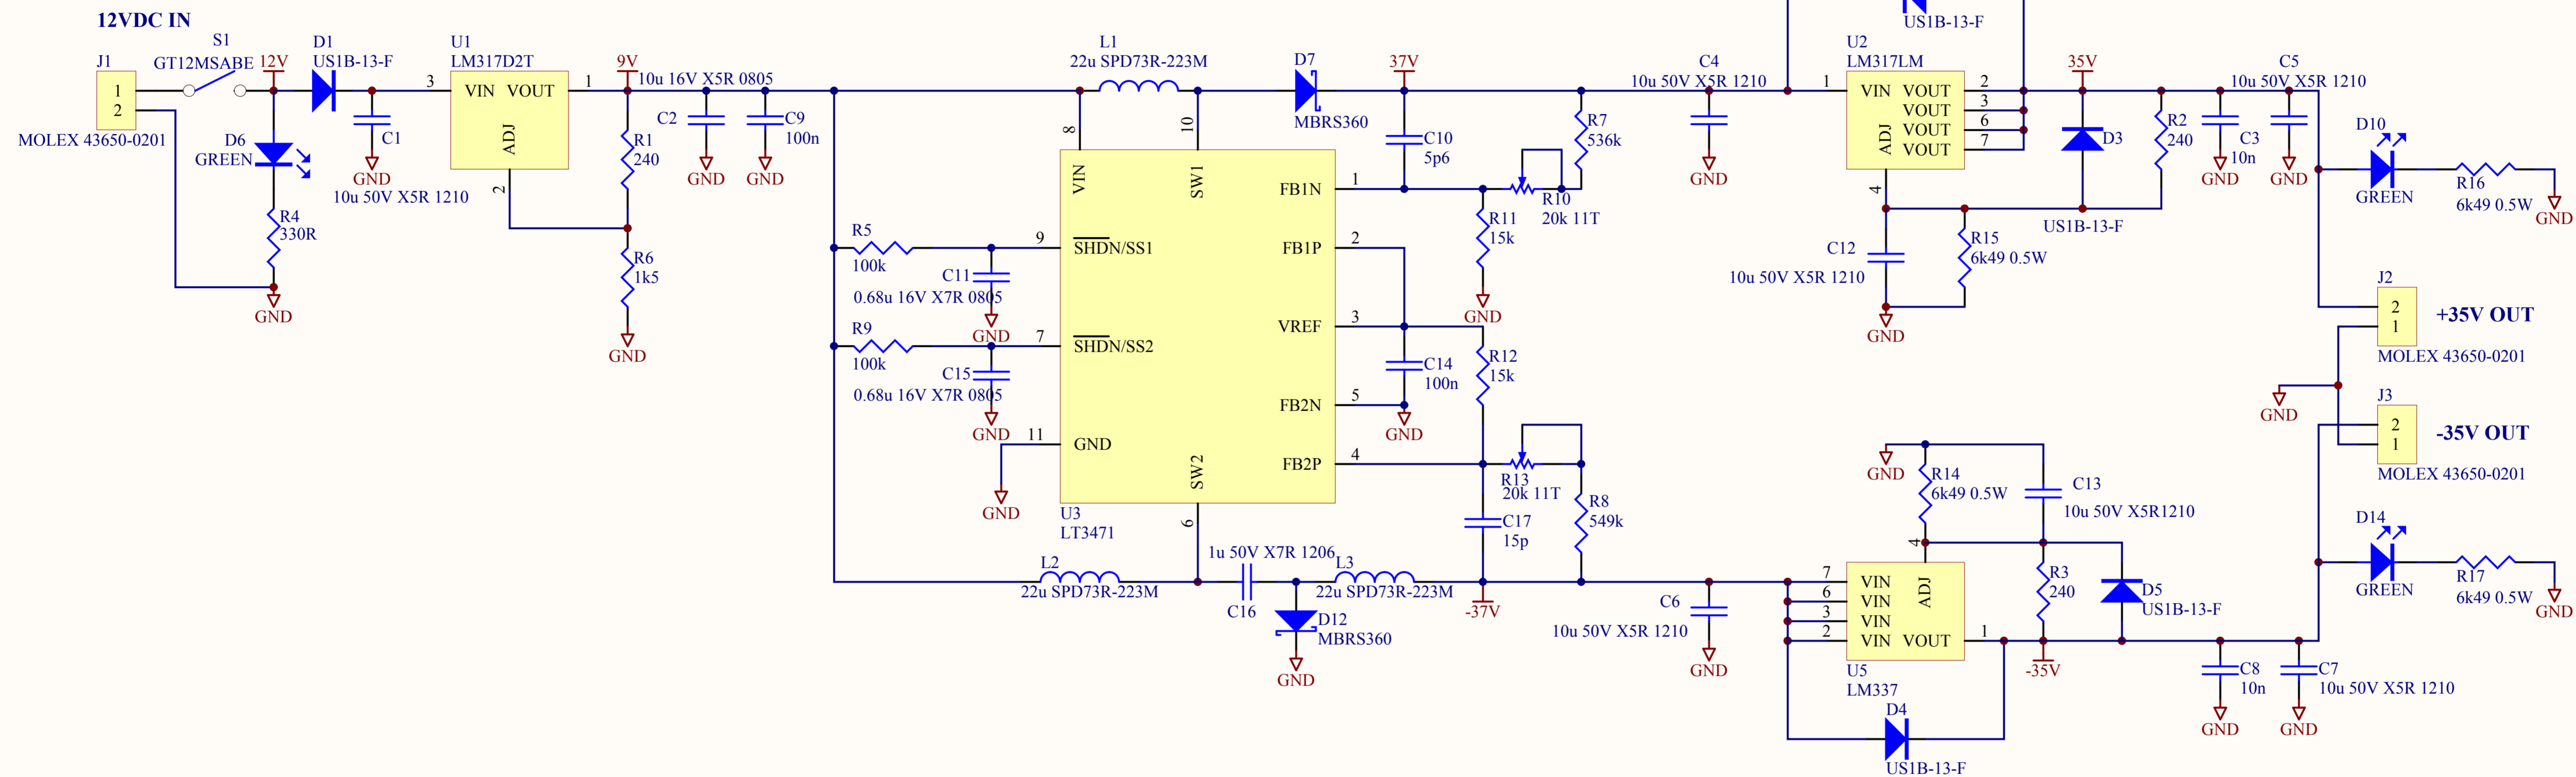 12VDC IN
J1
1
2
MOLEX 43650-0201
S1
GT12MSABE
12V
D6
GREEN
R4
330R
GND
D1
US1B-13-F
C1
GND
10u 50V X5R 1210
U1
LM317D2T
3
VIN VOUT
1
ADJ
2
9V
10u 16V X5R 0805
R1
240
R6
1k5
GND
C2
GND
C9
100n
GND
R5
100k
C11
0.68u 16V X7R 0805
GND
R9
100k
C15
0.68u 16V X7R 0805
GND
L1
22u SPD73R-223M
8
10
VIN
SW1
9
SHDN/SS1
7
SHDN/SS2
11
GND
GND
SW2
6
FB1N
1
FB1P
2
VREF
3
FB2N
5
FB2P
4
U3
LT3471
D7
MBRS360
37V
C10
5p6
R7
536k
R10
20k 11T
R11
15k
GND
R12
15k
C14
100n
GND
R13
20k 11T
R8
549k
C17
15p
L2
22u SPD73R-223M
1u 50V X7R 1206
C16
L3
22u SPD73R-223M
D12
MBRS360
GND
-37V
C4
10u 50V X5R 1210
GND
US1B-13-F
U2
LM317LM
1
VIN
VOUT
2
VOUT
3
VOUT
6
VOUT
7
ADJ
4
C12
10u 50V X5R 1210
GND
R15
6k49 0.5W
35V
D3
US1B-13-F
R2
240
C3
10n
GND
C5
10u 50V X5R 1210
GND
D10
GREEN
R16
6k49 0.5W
GND
J2
2
1
+35V OUT
MOLEX 43650-0201
GND
J3
2
1
-35V OUT
MOLEX 43650-0201
GND
R14
6k49 0.5W
C13
10u 50V X5R1210
4
C6
10u 50V X5R 1210
GND
7
VIN
6
VIN
3
VIN
2
VIN VOUT
1
ADJ
U5
LM337
D4
US1B-13-F
R3
240
D5
US1B-13-F
-35V
C8
10n
GND
C7
10u 50V X5R 1210
GND
D14
GREEN
R17
6k49 0.5W
GND